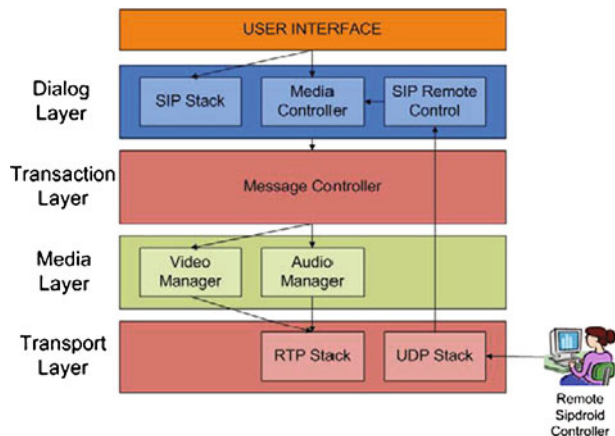 USER INTERFACE
Dialog
Layer
SIP Stack
Media
Controller
SIP Remote
Control
Transaction
Layer
Message Controller
Media
Layer
Video
Manager
Audio
Manager
Transport
Layer
RTP Stack
UDP Stack
Remote
Sipdroid
Controller